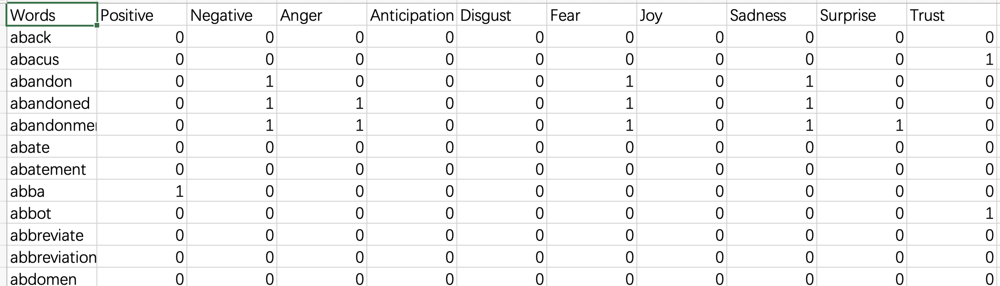 Words Positive Negative Anger Anticipation Disgust Fear Joy Sadness Surprise Trust
aback 0 0 0 0 0 0 0 0 0 0
abacus 0 0 0 0 0 0 0 0 0 1
abandon 0 1 0 0 0 1 0 1 0 0
abandoned 0 1 1 0 0 1 0 1 0 0
abandonmer 0 1 1 0 0 1 0 1 1 0
abate 0 0 0 0 0 0 0 0 0 0
abatement 0 0 0 0 0 0 0 0 0 0
abba 1 0 0 0 0 0 0 0 0 0
abbot 0 0 0 0 0 0 0 0 0 1
abbreviate 0 0 0 0 0 0 0 0 0 0
abbreviation 0 0 0 0 0 0 0 0 0 0
abdomen 0 0 0 0 0 0 0 0 0 0